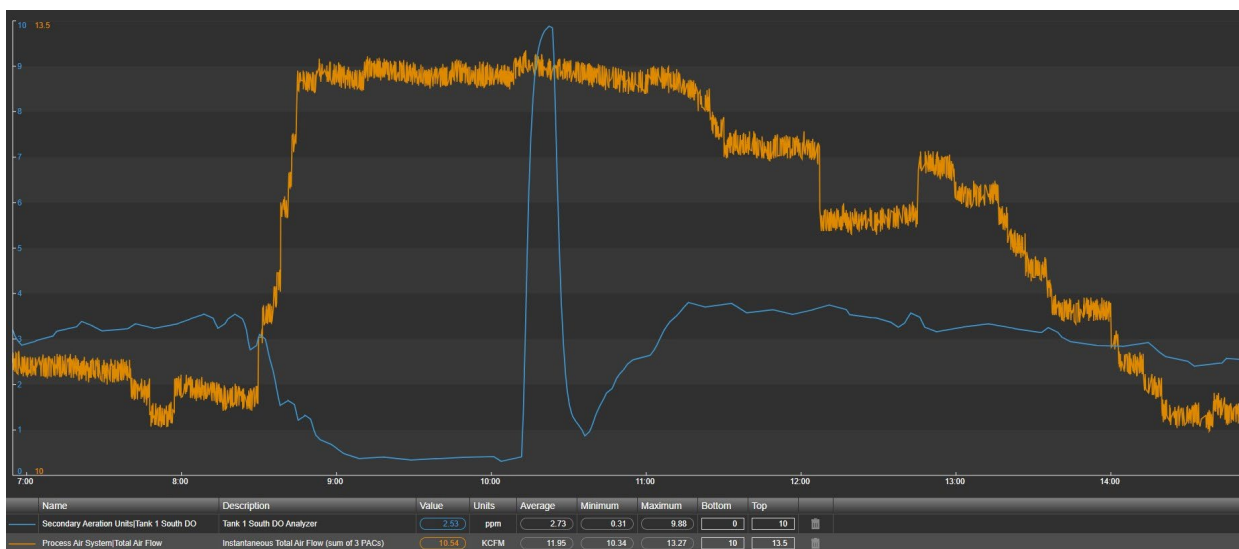 10 13.5
9
8
7
6
5
4
3
2
1
0 10
7:00 8:00 9:00 10:00 11:00 12:00 13:00 14:00
Name Description Value Units Average Minimum Maximum Bottom Top
Secondary Aeration Units|Tank 1 South DO Tank 1 South DO Analyzer 2.53 ppm 2.73 0.31 9.88 0 10
Process Air System|Total Air Flow Instantaneous Total Air Flow (sum of 3 PACs) 10.54 KCFM 11.95 10.34 13.27 10 13.5